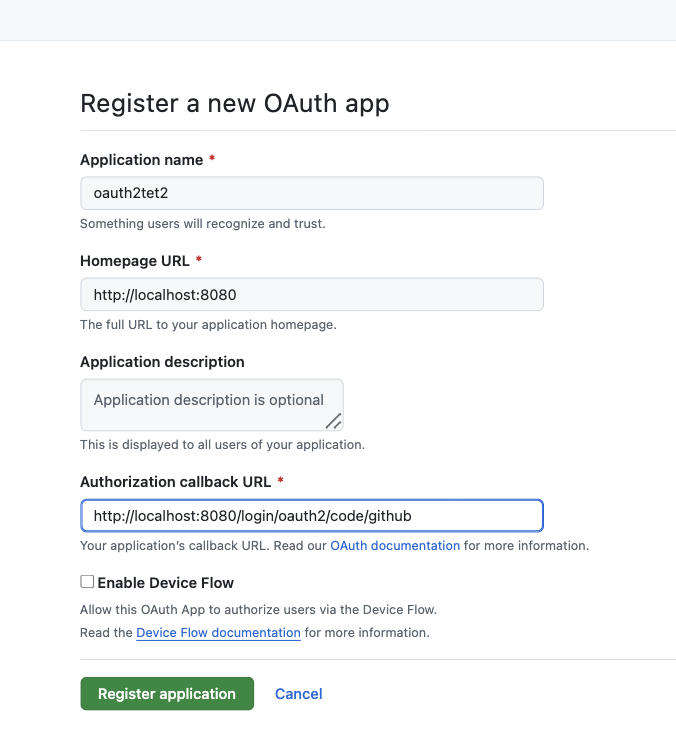 Register a new OAuth app
Application name *
oauth2tet2
Something users will recognize and trust.
Homepage URL *
http://localhost:8080
The full URL to your application homepage.
Application description
Application description is optional
This is displayed to all users of your application.
Authorization callback URL *
http://localhost:8080/login/oauth2/code/github
Your application’s callback URL. Read our OAuth documentation for more information.
Enable Device Flow
Allow this OAuth App to authorize users via the Device Flow.
Read the Device Flow documentation for more information.
Register application Cancel